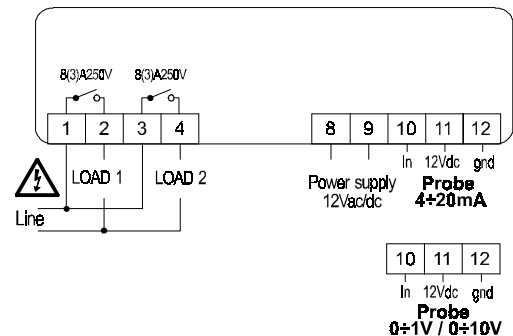 8(3)A250V 8(3)A250V
1 2 3 4 8 9 10 11 12
In 12Vdc gnd
LOAD 1 LOAD 2
Power supply
12Vac/dc
Probe
4÷20mA
Line
10 11 12
In 12Vdc gnd
Probe
0÷1V / 0÷10V